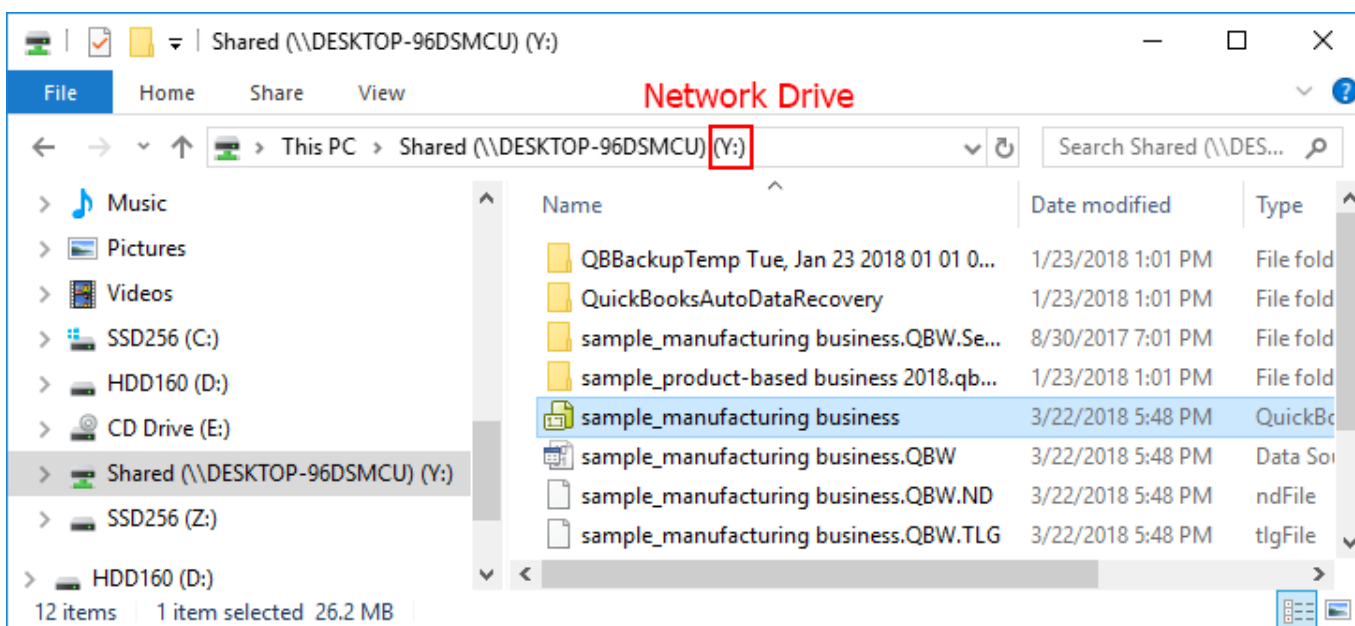 Shared (\\DESKTOP-96DSMCU) (Y:)
File Home Share View Network Drive
This PC > Shared (\\DESKTOP-96DSMCU) (Y:) Search Shared (\\DES...
Music
Pictures
Videos
SSD256 (C:)
HDD160 (D:)
CD Drive (E:)
Shared (\\DESKTOP-96DSMCU) (Y:)
SSD256 (Z:)
HDD160 (D:)
Name Date modified Type
QBBackupTemp Tue, Jan 23 2018 01 01 0... 1/23/2018 1:01 PM File fold
QuickBooksAutoDataRecovery 1/23/2018 1:01 PM File fold
sample_manufacturing business.QBW.Se... 8/30/2017 7:01 PM File fold
sample_product-based business 2018.qb... 1/23/2018 1:01 PM File fold
sample_manufacturing business 3/22/2018 5:48 PM QuickBo
sample_manufacturing business.QBW 3/22/2018 5:48 PM Data Sou
sample_manufacturing business.QBW.ND 3/22/2018 5:48 PM ndFile
sample_manufacturing business.QBW.TLG 3/22/2018 5:48 PM tlgFile
12 items 1 item selected 26.2 MB